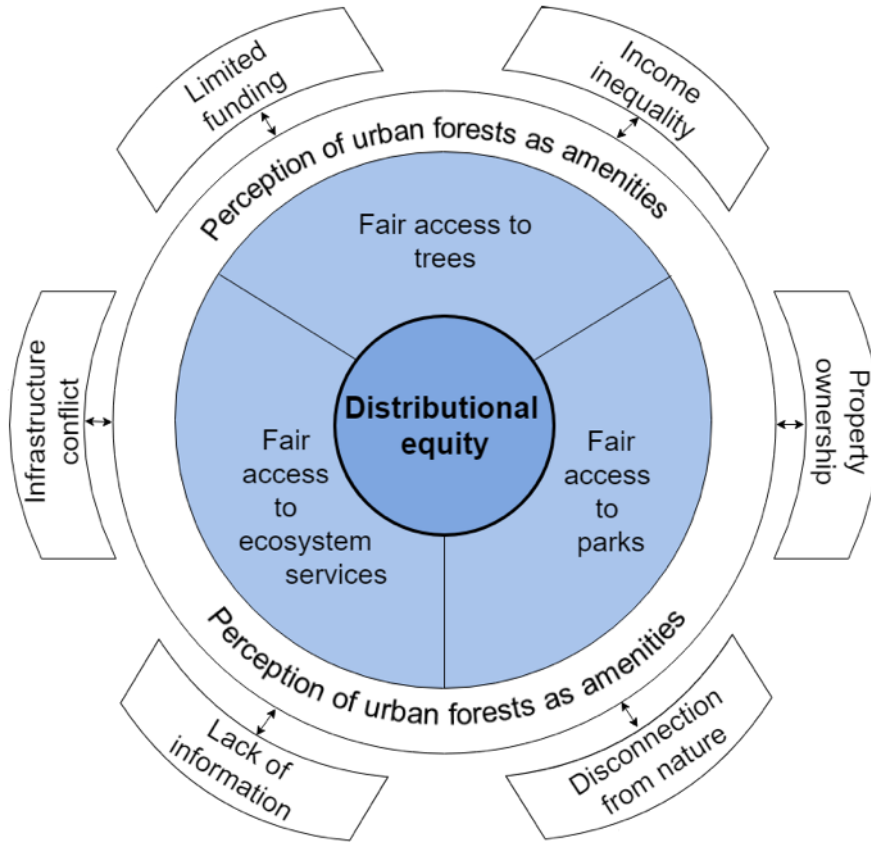 Limited
funding
Income
inequality
Perception of urban forests as amenities
Fair access to
trees
Infrastructure
conflict
Property
ownership
Distributional
equity
Fair
access
to
ecosystem
services
Fair
access
to
parks
Perception of urban forests as amenities
Lack of
information
Disconnection
from nature